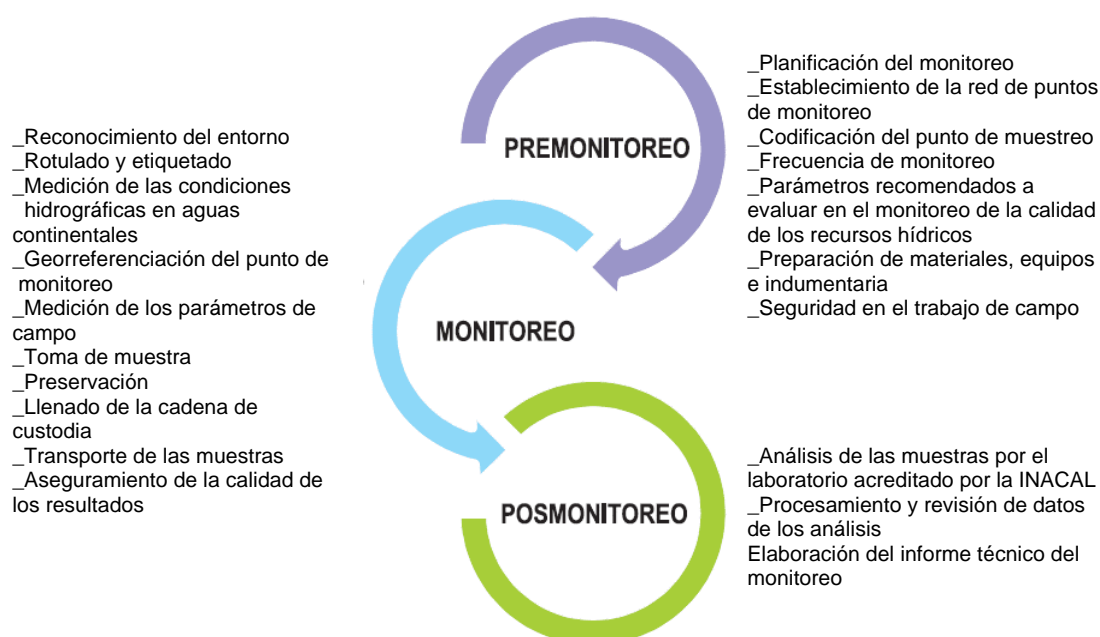 PREMONITOREO
_Planificación del monitoreo
_Establecimiento de la red de puntos
de monitoreo
_Codificación del punto de muestreo
_Frecuencia de monitoreo
_Parámetros recomendados a
evaluar en el monitoreo de la calidad
de los recursos hídricos
_Preparación de materiales, equipos
e indumentaria
_Seguridad en el trabajo de campo
MONITOREO
_Reconocimiento del entorno
_Rotulado y etiquetado
_Medición de las condiciones
hidrográficas en aguas
continentales
_Georreferenciación del punto de
monitoreo
_Medición de los parámetros de
campo
_Toma de muestra
_Preservación
_Llenado de la cadena de
custodia
_Transporte de las muestras
_Aseguramiento de la calidad de
los resultados
POSMONITOREO
_Análisis de las muestras por el
laboratorio acreditado por la INACAL
_Procesamiento y revisión de datos
de los análisis
Elaboración del informe técnico del
monitoreo